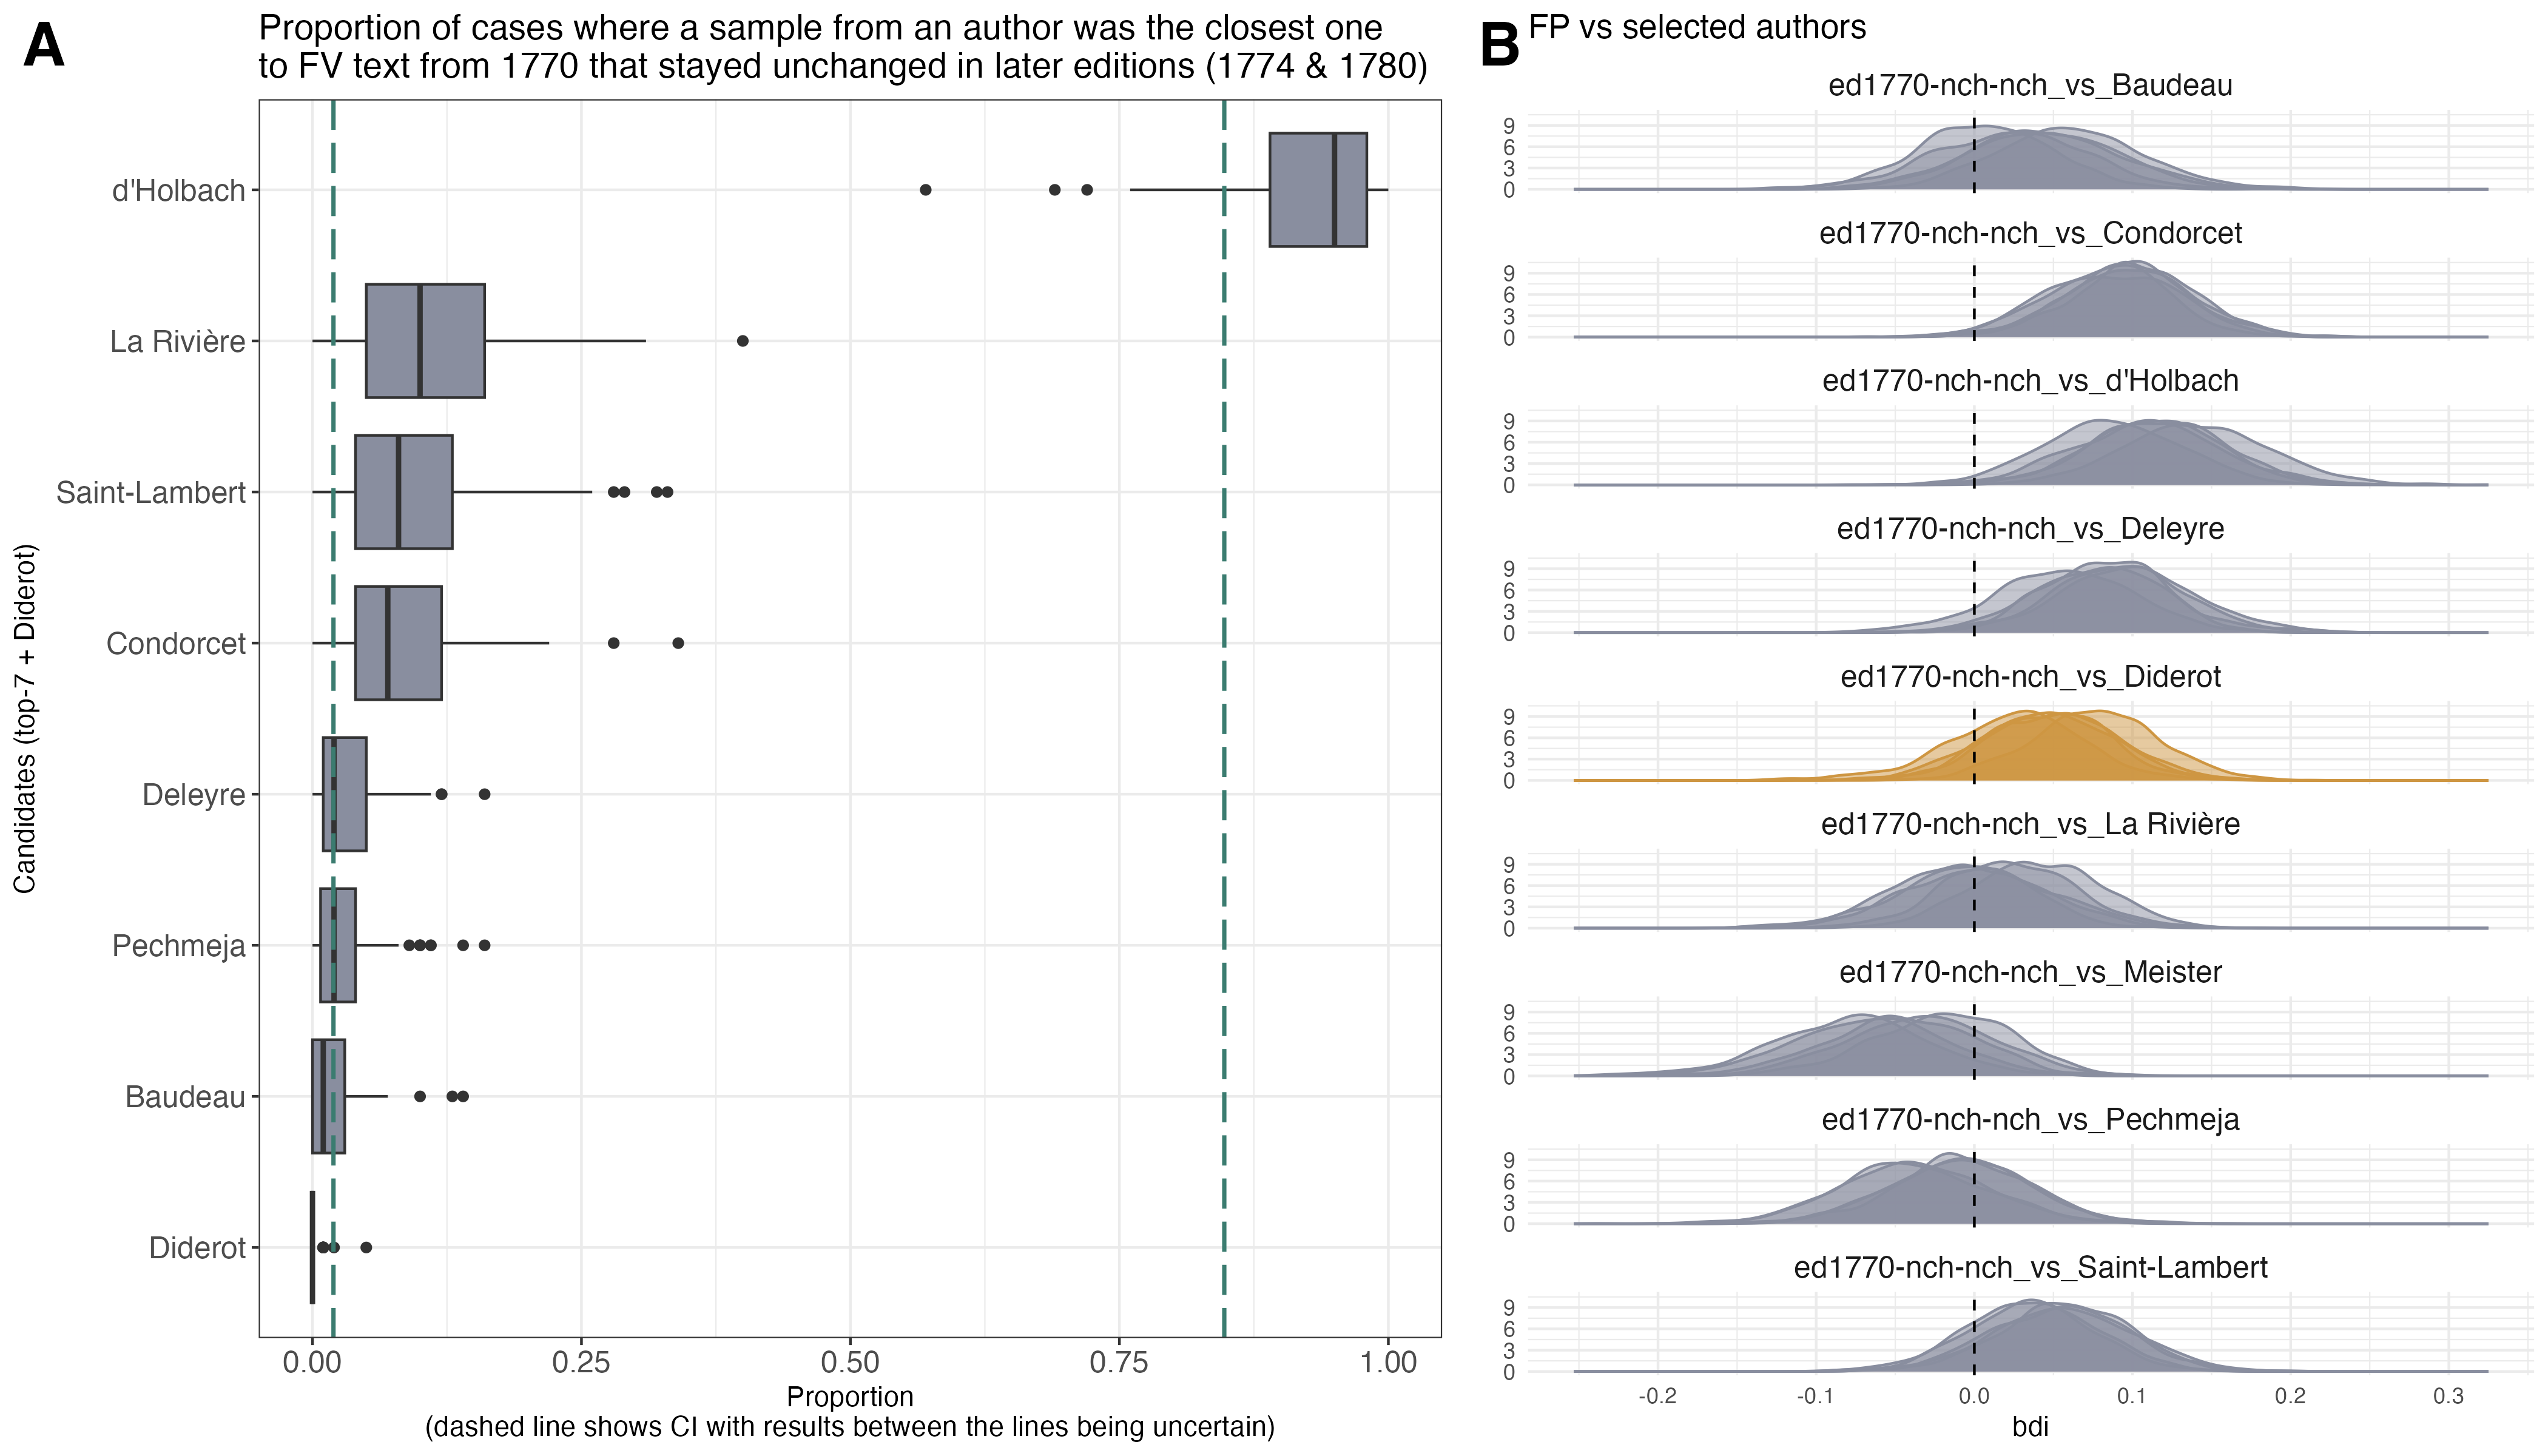 A
Proportion of cases where a sample from an author was the closest one
to FV text from 1770 that stayed unchanged in later editions (1774 & 1780)
Candidates (top-7 + Diderot)
d'Holbach
La Rivière
Saint-Lambert
Condorcet
Deleyre
Pechmeja
Baudeau
Diderot
0.00 0.25 0.50 0.75 1.00
Proportion
(dashed line shows CI with results between the lines being uncertain)
B
FP vs selected authors
ed1770-nch-nch_vs_Baudeau
9
6
3
0
ed1770-nch-nch_vs_Condorcet
9
6
3
0
ed1770-nch-nch_vs_d'Holbach
9
6
3
0
ed1770-nch-nch_vs_Deleyre
9
6
3
0
ed1770-nch-nch_vs_Diderot
9
6
3
0
ed1770-nch-nch_vs_La Rivière
9
6
3
0
ed1770-nch-nch_vs_Meister
9
6
3
0
ed1770-nch-nch_vs_Pechmeja
9
6
3
0
ed1770-nch-nch_vs_Saint-Lambert
9
6
3
0
-0.2 -0.1 0.0 0.1 0.2 0.3
bdi